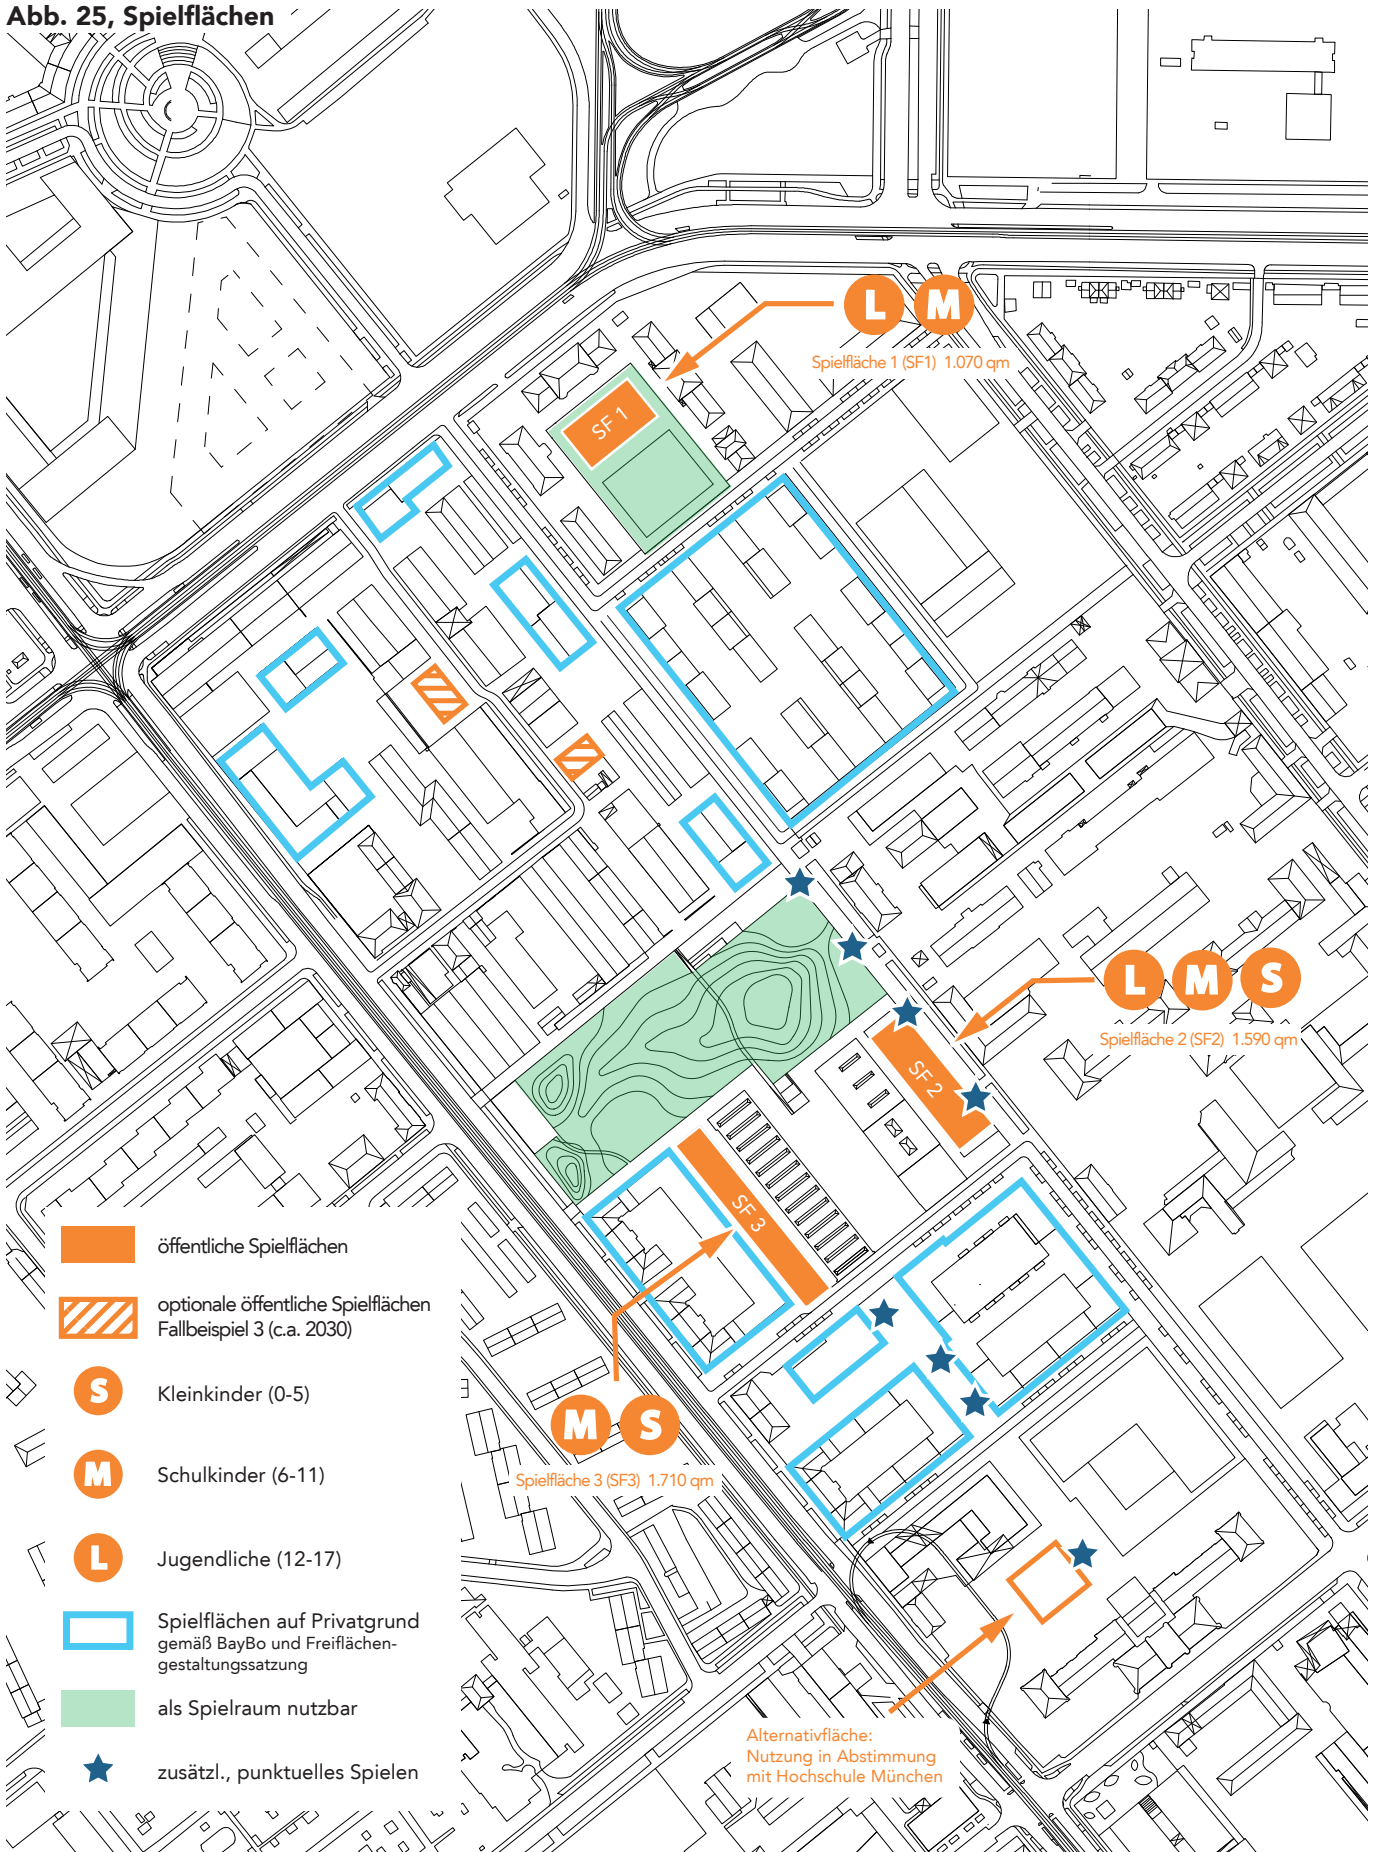 Abb. 25, Spielflächen
L M
Spielfläche 1 (SF1) 1.070 qm
SF 1
L M S
Spielfläche 2 (SF2) 1.590 qm
SF 2
SF 3
M S
Spielfläche 3 (SF3) 1.710 qm
öffentliche Spielflächen
optionale öffentliche Spielflächen
Fallbeispiel 3 (c.a. 2030)
S Kleinkinder (0-5)
M Schulkinder (6-11)
L Jugendliche (12-17)
Spielflächen auf Privatgrund
gemäß BayBo und Freiflächen-
gestaltungssatzung
als Spielraum nutzbar
zusätzl., punktuelles Spielen
Alternativfläche:
Nutzung in Abstimmung
mit Hochschule München